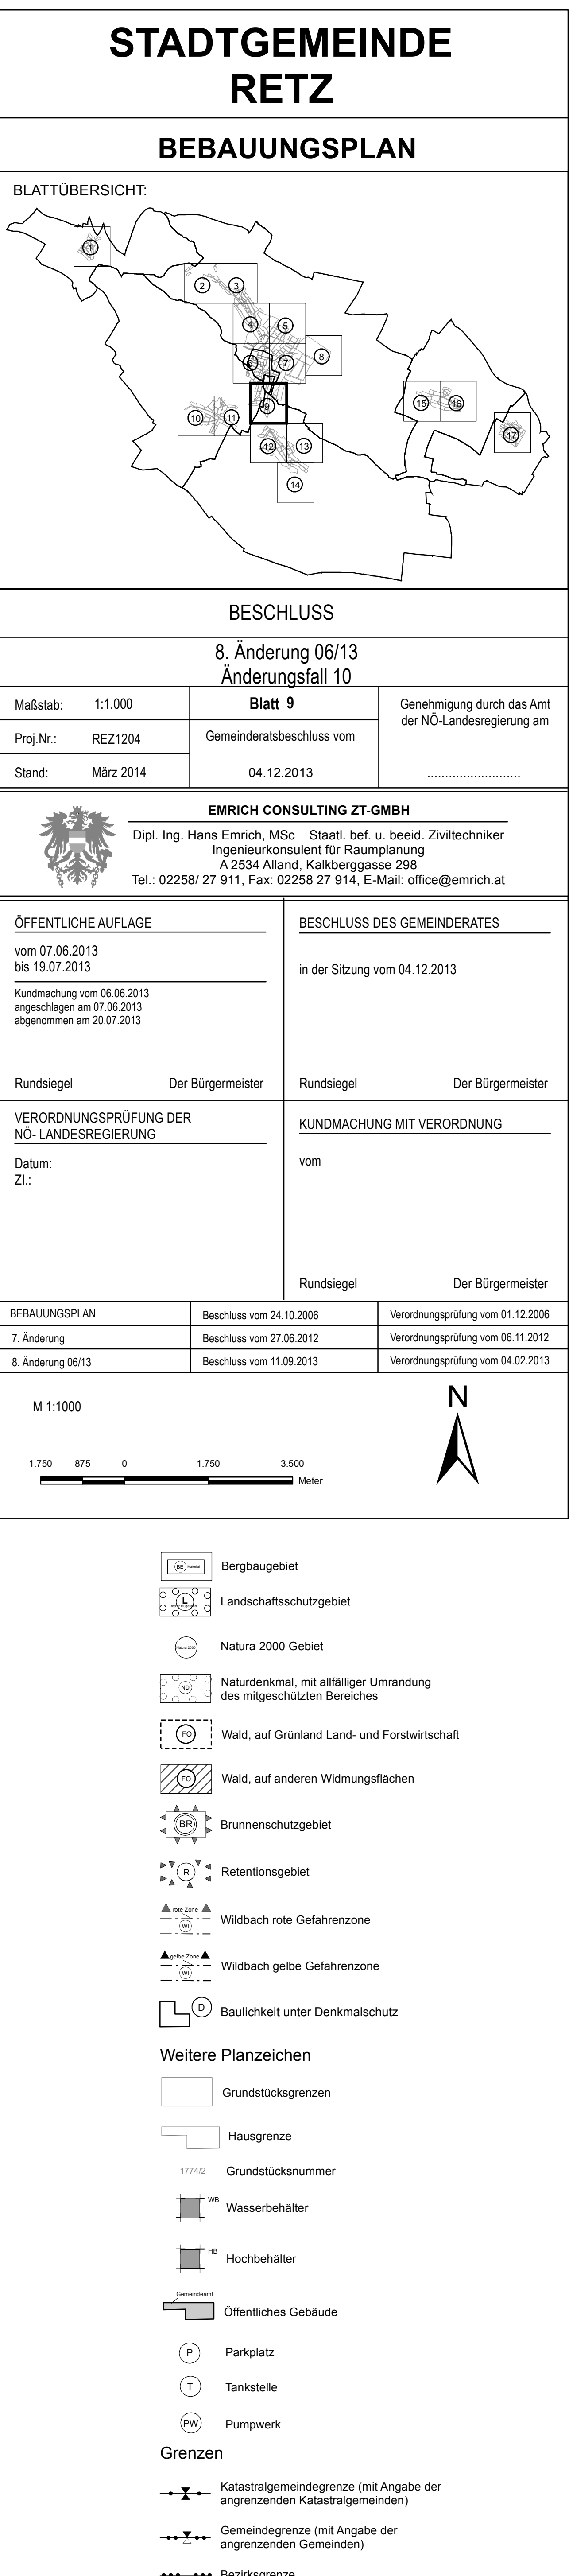 STADTGEMEINDE
RETZ
BEBAUUNGSPLAN
BLATTÜBERSICHT:
1
2
3
4
5
6
7
8
9
10
11
12
13
14
15
16
17
BESCHLUSS
8. Änderung 06/13
Änderungsfall 10
Maßstab: 1:1.000
Blatt 9
Genehmigung durch das Amt
der NÖ-Landesregierung am
Proj.Nr.: REZ1204
Gemeinderatsbeschluss vom
Stand: März 2014
04.12.2013
..........................
EMRICH CONSULTING ZT-GMBH
Dipl. Ing. Hans Emrich, MSc Staatl. bef. u. beeid. Ziviltechniker
Ingenieurkonsulent für Raumplanung
A 2534 Alland, Kalkberggasse 298
Tel.: 02258/ 27 911, Fax: 02258 27 914, E-Mail: office@emrich.at
ÖFFENTLICHE AUFLAGE
vom 07.06.2013
bis 19.07.2013
Kundmachung vom 06.06.2013
angeschlagen am 07.06.2013
abgenommen am 20.07.2013
Rundsiegel Der Bürgermeister
BESCHLUSS DES GEMEINDERATES
in der Sitzung vom 04.12.2013
Rundsiegel Der Bürgermeister
VERORDNUNGSPRÜFUNG DER
NÖ- LANDESREGIERUNG
Datum:
Zl.:
KUNDMACHUNG MIT VERORDNUNG
vom
Rundsiegel Der Bürgermeister
BEBAUUNGSPLAN Beschluss vom 24.10.2006 Verordnungsprüfung vom 01.12.2006
7. Änderung Beschluss vom 27.06.2012 Verordnungsprüfung vom 06.11.2012
8. Änderung 06/13 Beschluss vom 11.09.2013 Verordnungsprüfung vom 04.02.2013
M 1:1000
N
1.750 875 0 1.750 3.500
Meter
BE Material Bergbaugebiet
L Landschaftsschutzgebiet
Natura 2000 Natura 2000 Gebiet
ND Naturdenkmal, mit allfälliger Umrandung
des mitgeschützten Bereiches
FO Wald, auf Grünland Land- und Forstwirtschaft
FO Wald, auf anderen Widmungsflächen
BR Brunnenschutzgebiet
R Retentionsgebiet
rote Zone
WI Wildbach rote Gefahrenzone
gelbe Zone
WI Wildbach gelbe Gefahrenzone
D Baulichkeit unter Denkmalschutz
Weitere Planzeichen
Grundstücksgrenzen
Hausgrenze
1774/2 Grundstücksnummer
WB Wasserbehälter
HB Hochbehälter
Gemeindeamt
Öffentliches Gebäude
P Parkplatz
T Tankstelle
PW Pumpwerk
Grenzen
Katastralgemeindegrenze (mit Angabe der
angrenzenden Katastralgemeinden)
Gemeindegrenze (mit Angabe der
angrenzenden Gemeinden)
Bezirksgrenze